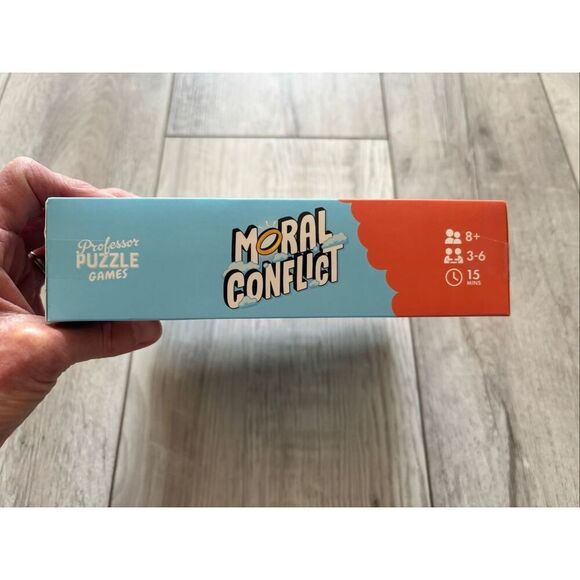 Professor
PUZZLE
GAMES
MORAL
CONFLICT
8+
3-6
15
MINS